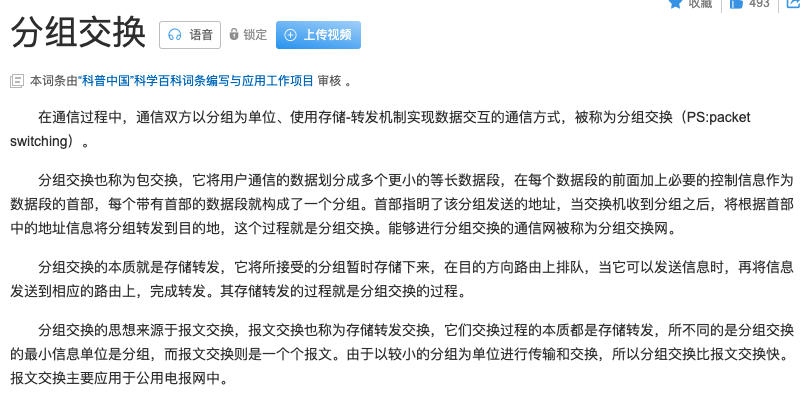 收藏 493
分组交换 语音 锁定 上传视频
本词条由“科普中国”科学百科词条编写与应用工作项目 审核 。
在通信过程中，通信双方以分组为单位、使用存储-转发机制实现数据交互的通信方式，被称为分组交换（PS:packet
switching）。
分组交换也称为包交换，它将用户通信的数据划分成多个更小的等长数据段，在每个数据段的前面加上必要的控制信息作为
数据段的首部，每个带有首部的数据段就构成了一个分组。首部指明了该分组发送的地址，当交换机收到分组之后，将根据首部
中的地址信息将分组转发到目的地，这个过程就是分组交换。能够进行分组交换的通信网被称为分组交换网。
分组交换的本质就是存储转发，它将所接受的分组暂时存储下来，在目的方向路由上排队，当它可以发送信息时，再将信息
发送到相应的路由上，完成转发。其存储转发的过程就是分组交换的过程。
分组交换的思想来源于报文交换，报文交换也称为存储转发交换，它们交换过程的本质都是存储转发，所不同的是分组交换
的最小信息单位是分组，而报文交换则是一个个报文。由于以较小的分组为单位进行传输和交换，所以分组交换比报文交换快。
报文交换主要应用于公用电报网中。